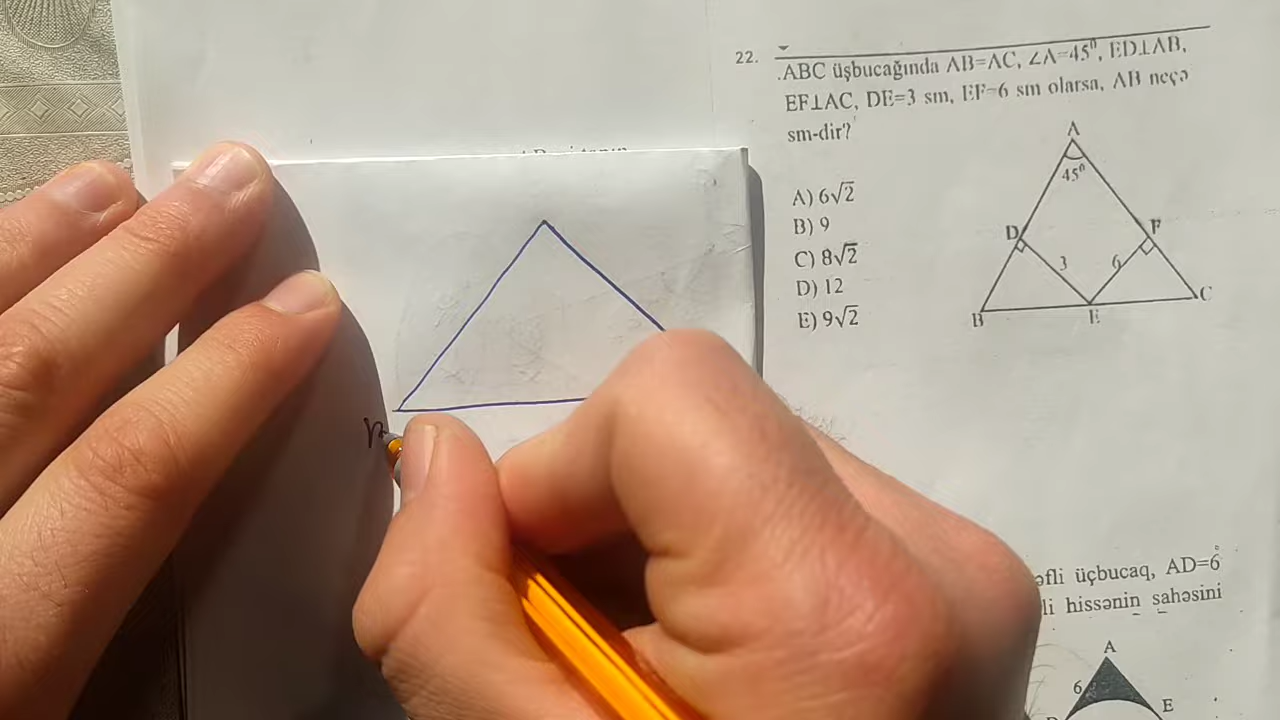 22.
.ABC üşbucağında AB=AC, ∠A=45⁰, ED⊥AB,
EF⊥AC, DE=3 sm, EF=6 sm olarsa, AB neçə
sm-dir?
A) 6√2
B) 9
C) 8√2
D) 12
E) 9√2
A
45⁰
D
F
3
6
B
E
C
B
əfli üçbucaq, AD=6
li hissənin sahəsini
A
6
E